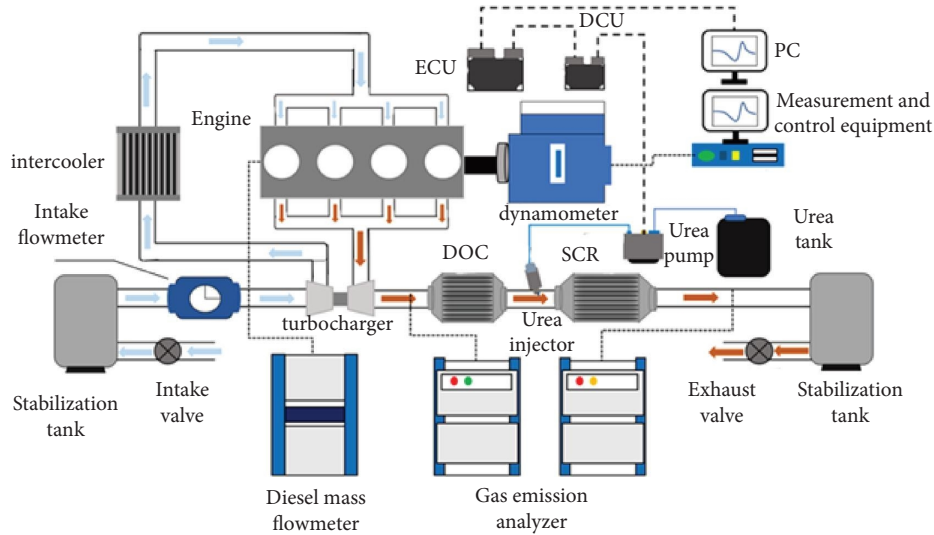 DCU
ECU
PC
Engine
Measurement and
control equipment
intercooler
Intake
flowmeter
dynamometer
Urea
pump
Urea
tank
DOC
SCR
turbocharger
Urea
injector
Stabilization
tank
Intake
valve
Exhaust
valve
Stabilization
tank
Diesel mass
flowmeter
Gas emission
analyzer